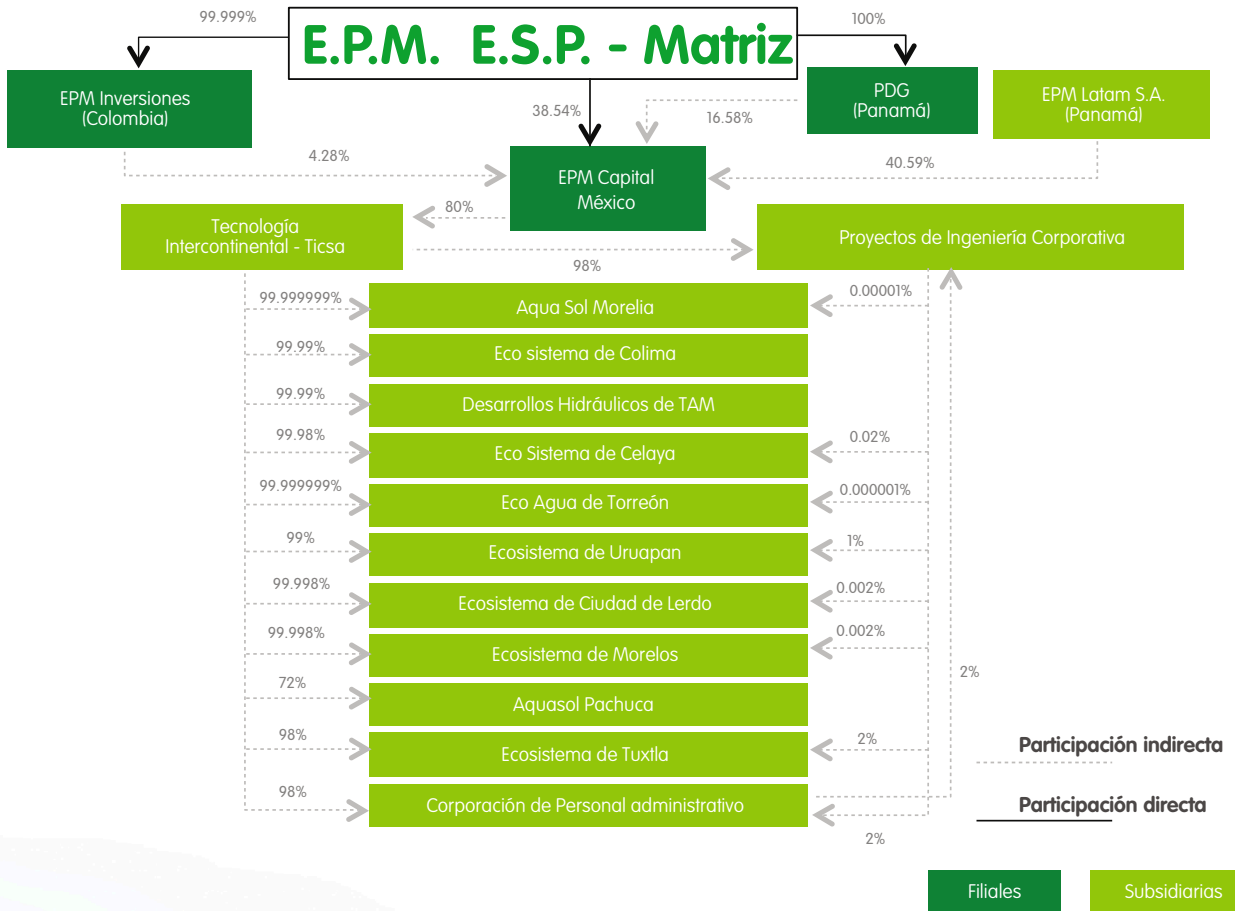 99.999%
E.P.M. E.S.P. - Matriz
100%
EPM Inversiones
(Colombia)
PDG
(Panamá)
EPM Latam S.A.
(Panamá)
38.54%
16.58%
4.28%
40.59%
EPM Capital
México
80%
Tecnología
Intercontinental - Ticsa
Proyectos de Ingeniería Corporativa
98%
99.999999%
Aqua Sol Morelia
0.00001%
99.99%
Eco sistema de Colima
99.99%
Desarrollos Hidráulicos de TAM
99.98%
Eco Sistema de Celaya
0.02%
99.999999%
Eco Agua de Torreón
0.000001%
99%
Ecosistema de Uruapan
1%
99.998%
Ecosistema de Ciudad de Lerdo
0.002%
99.998%
Ecosistema de Morelos
0.002%
72%
Aquasol Pachuca
2%
98%
Ecosistema de Tuxtla
2%
Participación indirecta
98%
Corporación de Personal administrativo
Participación directa
2%
Filiales
Subsidiarias